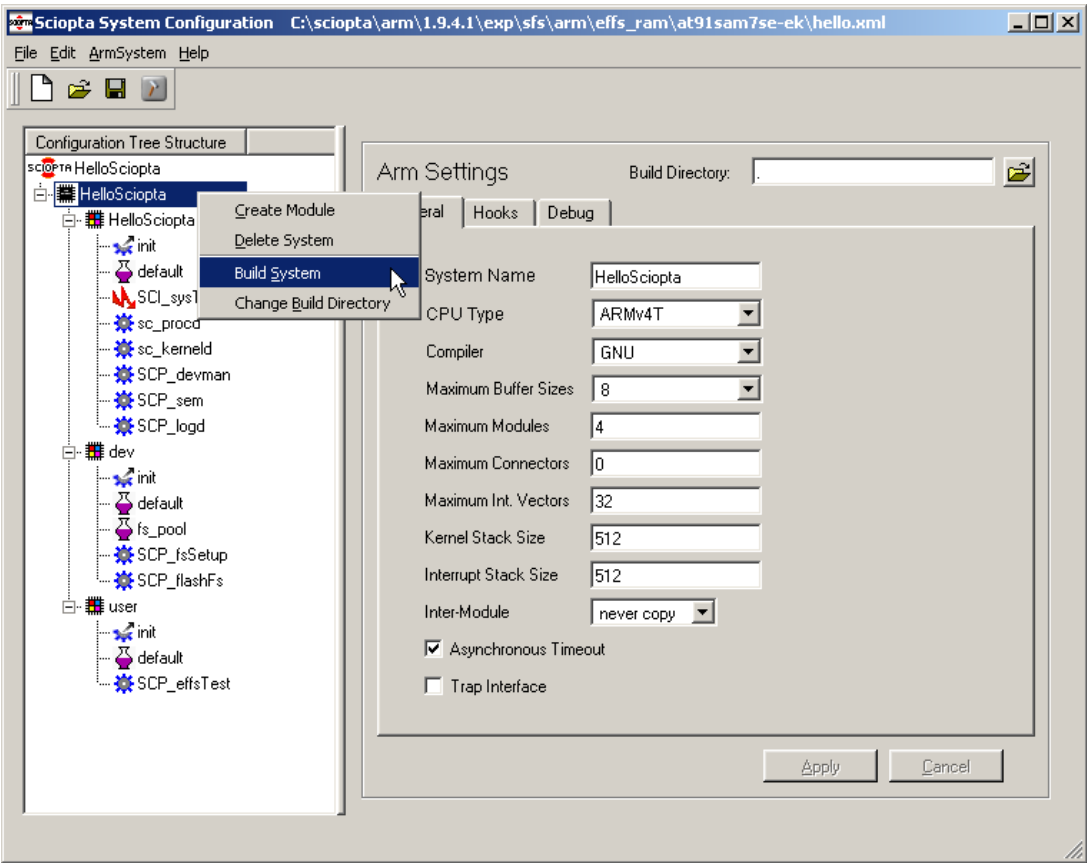 Sciopta System Configuration C:\sciopta\arm\1.9.4.1\exp\sfs\arm\effs_ram\at91sam7se-ek\hello.xml
File Edit ArmSystem Help
Configuration Tree Structure
SCIOPTA HelloSciopta
HelloSciopta
HelloSciopta
init
default
SCI_sysT
sc_procd
sc_kerneld
SCP_devman
SCP_sem
SCP_logd
dev
init
default
fs_pool
SCP_fsSetup
SCP_flashFs
user
init
default
SCP_effsTest
Create Module
Delete System
Build System
Change Build Directory
Arm Settings
Build Directory: .
eral Hooks Debug
System Name HelloSciopta
CPU Type ARMv4T
Compiler GNU
Maximum Buffer Sizes 8
Maximum Modules 4
Maximum Connectors 0
Maximum Int. Vectors 32
Kernel Stack Size 512
Interrupt Stack Size 512
Inter-Module never copy
Asynchronous Timeout
Trap Interface
Apply Cancel